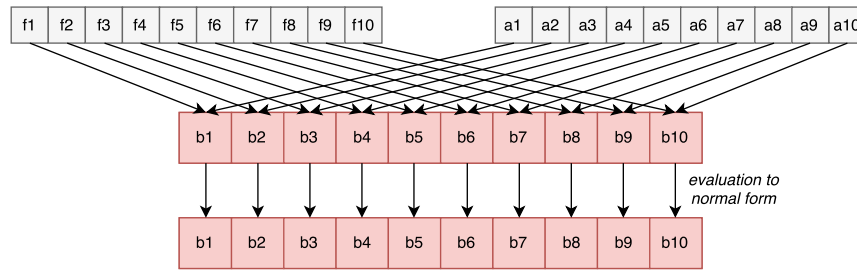 f1 f2 f3 f4 f5 f6 f7 f8 f9 f10 a1 a2 a3 a4 a5 a6 a7 a8 a9 a10
b1 b2 b3 b4 b5 b6 b7 b8 b9 b10
evaluation to
normal form
b1 b2 b3 b4 b5 b6 b7 b8 b9 b10